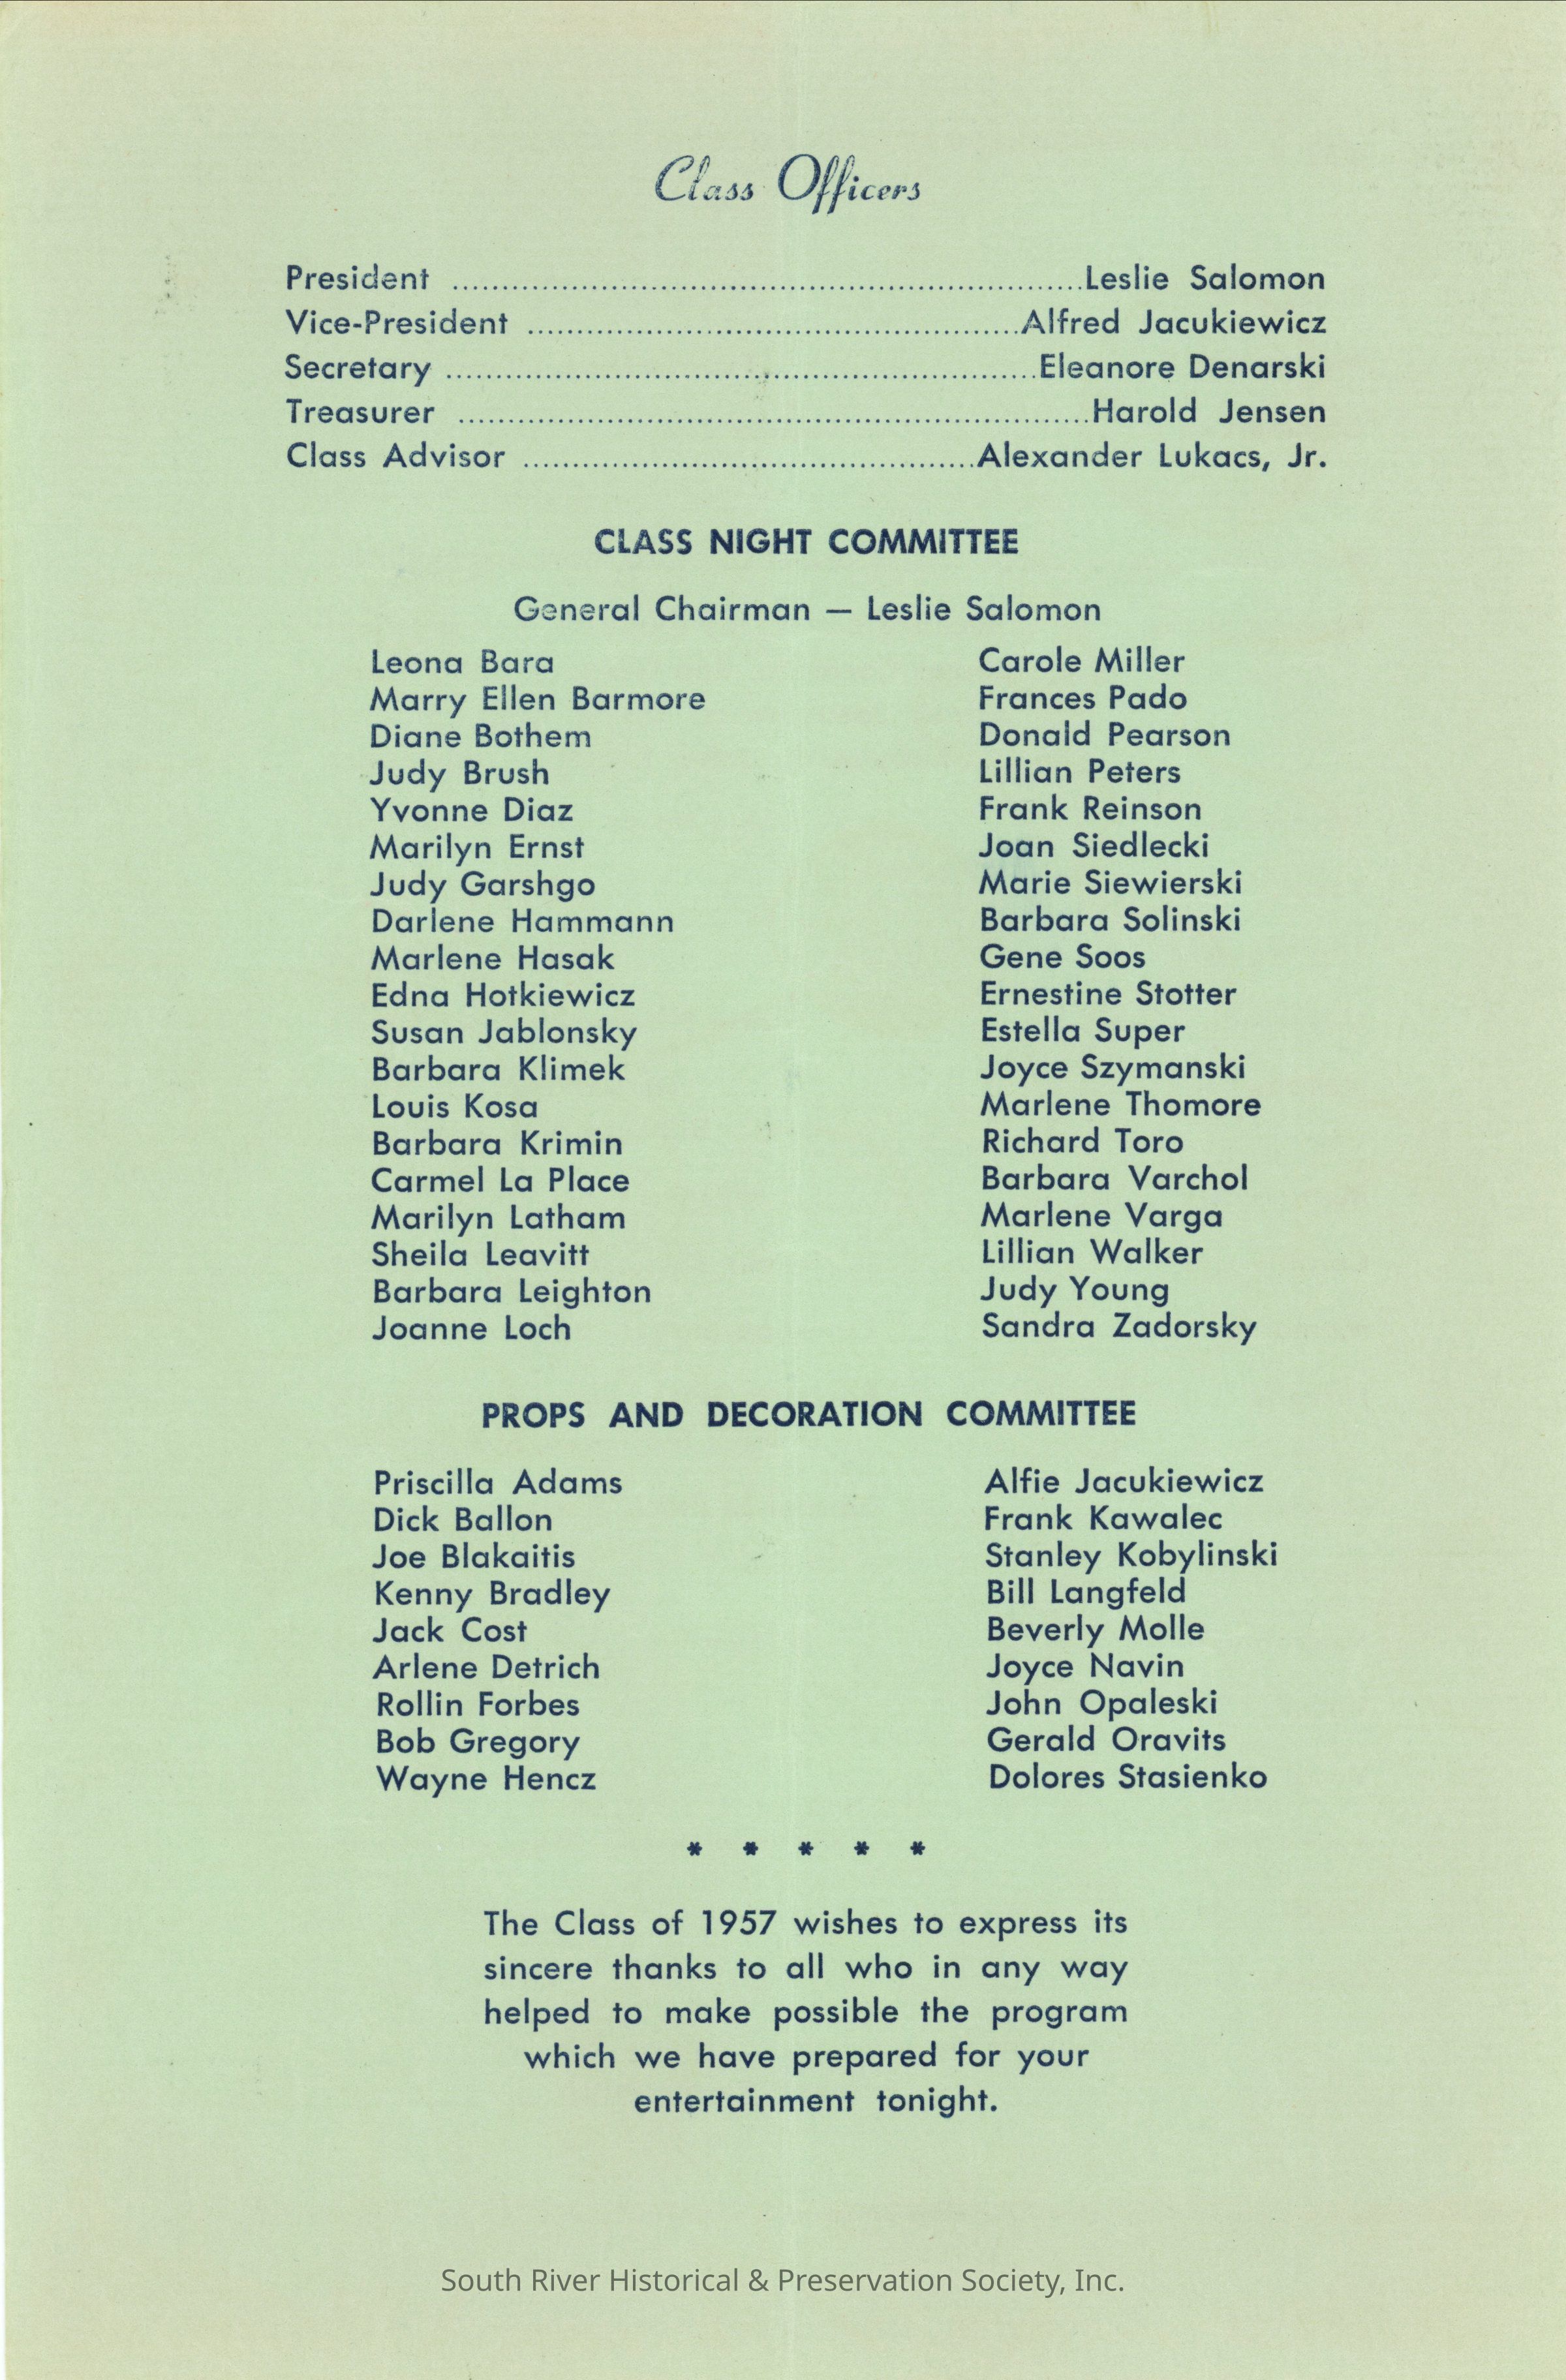 Class Officers
President ................................................................Leslie Salomon
Vice-President ..................................................Alfred Jacukiewicz
Secretary ............................................................Eleanore Denarski
Treasurer ................................................................Harold Jensen
Class Advisor ..............................................Alexander Lukacs, Jr.
CLASS NIGHT COMMITTEE
General Chairman — Leslie Salomon
Leona Bara
Marry Ellen Barmore
Diane Bothem
Judy Brush
Yvonne Diaz
Marilyn Ernst
Judy Garshgo
Darlene Hammann
Marlene Hasak
Edna Hotkiewicz
Susan Jablonsky
Barbara Klimek
Louis Kosa
Barbara Krimin
Carmel La Place
Marilyn Latham
Sheila Leavitt
Barbara Leighton
Joanne Loch
Carole Miller
Frances Pado
Donald Pearson
Lillian Peters
Frank Reinson
Joan Siedlecki
Marie Siewierski
Barbara Solinski
Gene Soos
Ernestine Stotter
Estella Super
Joyce Szymanski
Marlene Thomore
Richard Toro
Barbara Varchol
Marlene Varga
Lillian Walker
Judy Young
Sandra Zadorsky
PROPS AND DECORATION COMMITTEE
Priscilla Adams
Dick Ballon
Joe Blakaitis
Kenny Bradley
Jack Cost
Arlene Detrich
Rollin Forbes
Bob Gregory
Wayne Hencz
Alfie Jacukiewicz
Frank Kawalec
Stanley Kobylinski
Bill Langfeld
Beverly Molle
Joyce Navin
John Opaleski
Gerald Oravits
Dolores Stasienko
* * * * *
The Class of 1957 wishes to express its
sincere thanks to all who in any way
helped to make possible the program
which we have prepared for your
entertainment tonight.
South River Historical & Preservation Society, Inc.